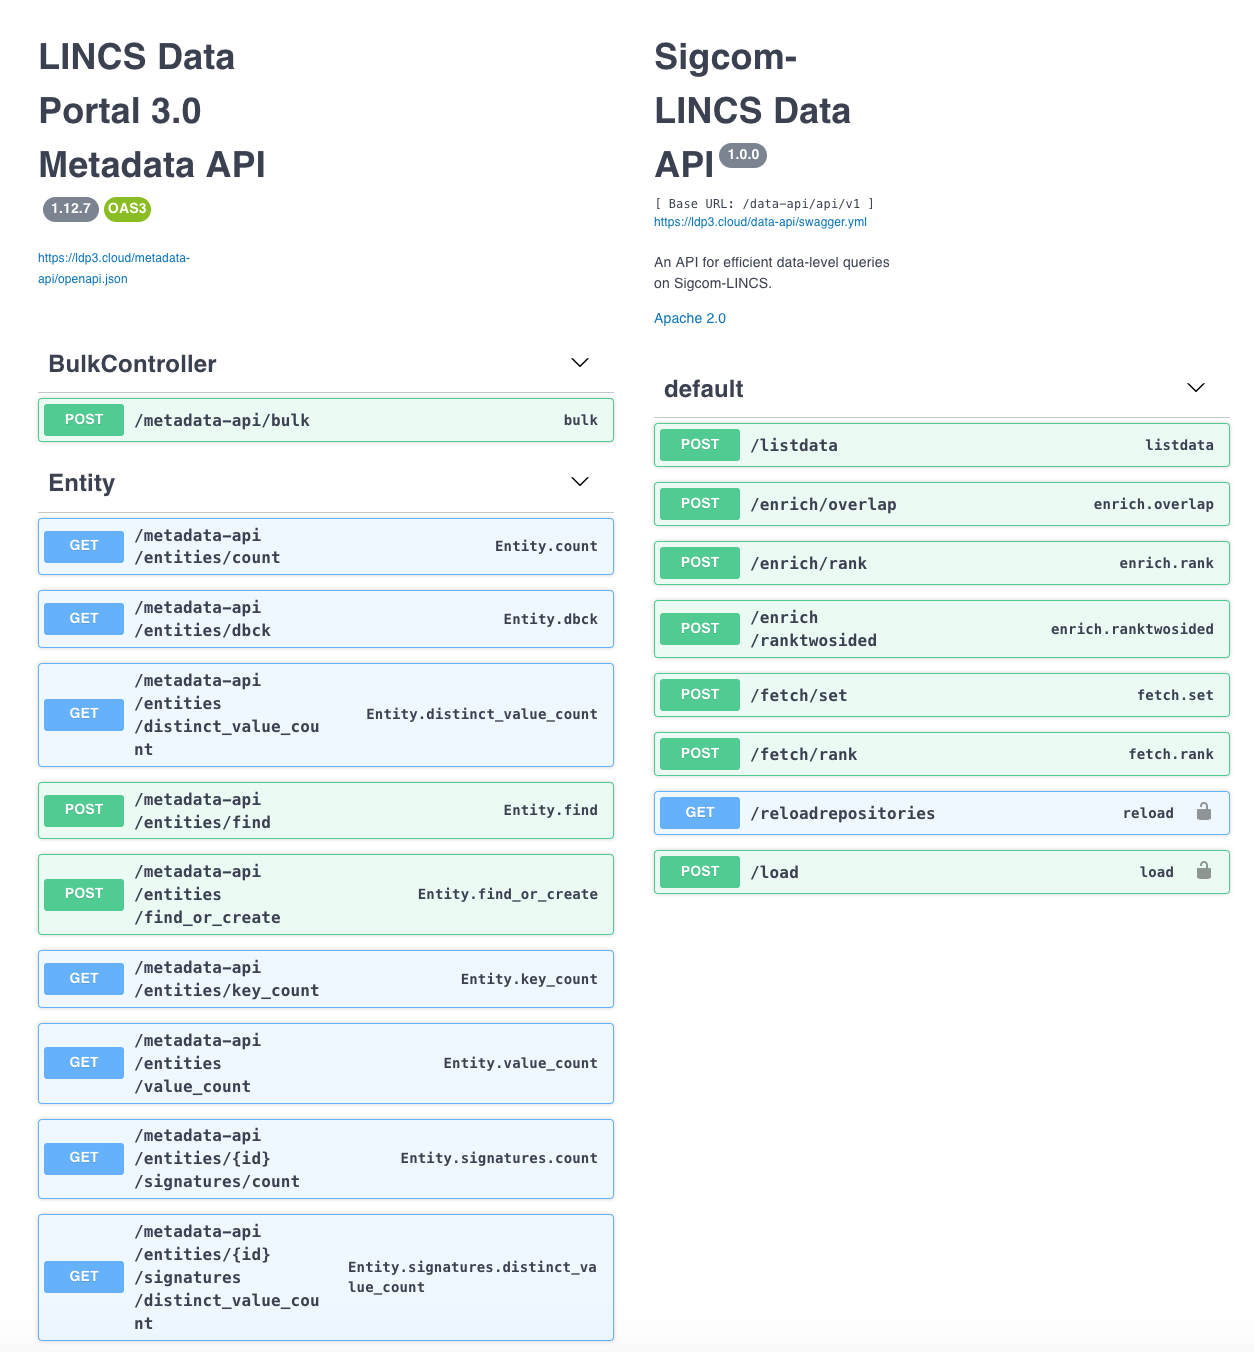 LINCS Data
Portal 3.0
Metadata API
1.12.7 OAS3
https://ldp3.cloud/metadata-
api/openapi.json
BulkController
POST /metadata-api/bulk bulk
Entity
GET /metadata-api
/entities/count Entity.count
GET /metadata-api
/entities/dbck Entity.dbck
GET /metadata-api
/entities
/distinct_value_cou
nt Entity.distinct_value_count
POST /metadata-api
/entities/find Entity.find
POST /metadata-api
/entities
/find_or_create Entity.find_or_create
GET /metadata-api
/entities/key_count Entity.key_count
GET /metadata-api
/entities
/value_count Entity.value_count
GET /metadata-api
/entities/{id}
/signatures/count Entity.signatures.count
GET /metadata-api
/entities/{id}
/signatures
/distinct_value_cou
nt Entity.signatures.distinct_va
lue_count
Sigcom-
LINCS Data
API 1.0.0
[ Base URL: /data-api/api/v1 ]
https://ldp3.cloud/data-api/swagger.yml
An API for efficient data-level queries
on Sigcom-LINCS.
Apache 2.0
default
POST /listdata listdata
POST /enrich/overlap enrich.overlap
POST /enrich/rank enrich.rank
POST /enrich
/ranktwosided enrich.ranktwosided
POST /fetch/set fetch.set
POST /fetch/rank fetch.rank
GET /reloadrepositories reload
POST /load load